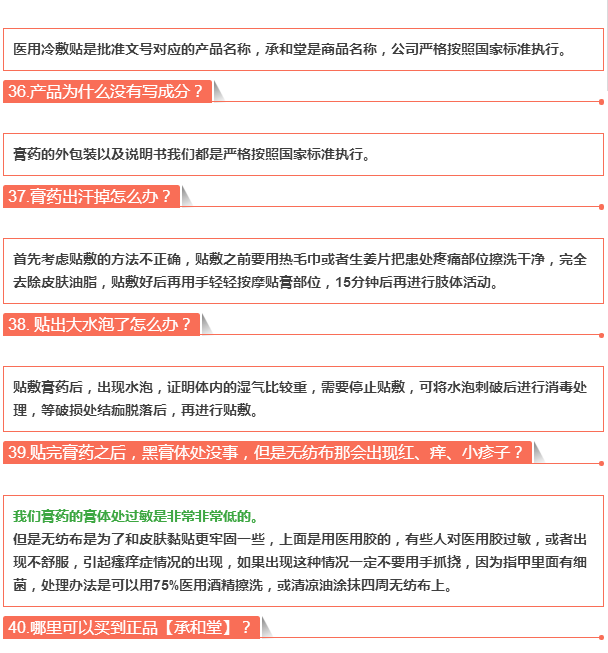 医用冷敷贴是批准文号对应的产品名称，承和堂是商品名称，公司严格按照国家标准执行。
36.产品为什么没有写成分？
膏药的外包装以及说明书我们都是严格按照国家标准执行。
37.膏药出汗掉怎么办？
首先考虑贴敷的方法不正确，贴敷之前要用热毛巾或者生姜片把患处疼痛部位擦洗干净，完全
去除皮肤油脂，贴敷好后再用手轻轻按摩贴膏部位，15分钟后再进行肢体活动。
38. 贴出大水泡了怎么办？
贴敷膏药后，出现水泡，证明体内的湿气比较重，需要停止贴敷，可将水泡刺破后进行消毒处
理，等破损处结痂脱落后，再进行贴敷。
39.贴完膏药之后，黑膏体处没事，但是无纺布那会出现红、痒、小疹子？
我们膏药的膏体处过敏是非常非常低的。
但是无纺布是为了和皮肤黏贴更牢固一些，上面是用医用胶的，有些人对医用胶过敏，或者出
现不舒服，引起瘙痒症情况的出现，如果出现这种情况一定不要用手抓挠，因为指甲里面有细
菌，处理办法是可以用75%医用酒精擦洗，或清凉油涂抹四周无纺布上。
40.哪里可以买到正品【承和堂】？